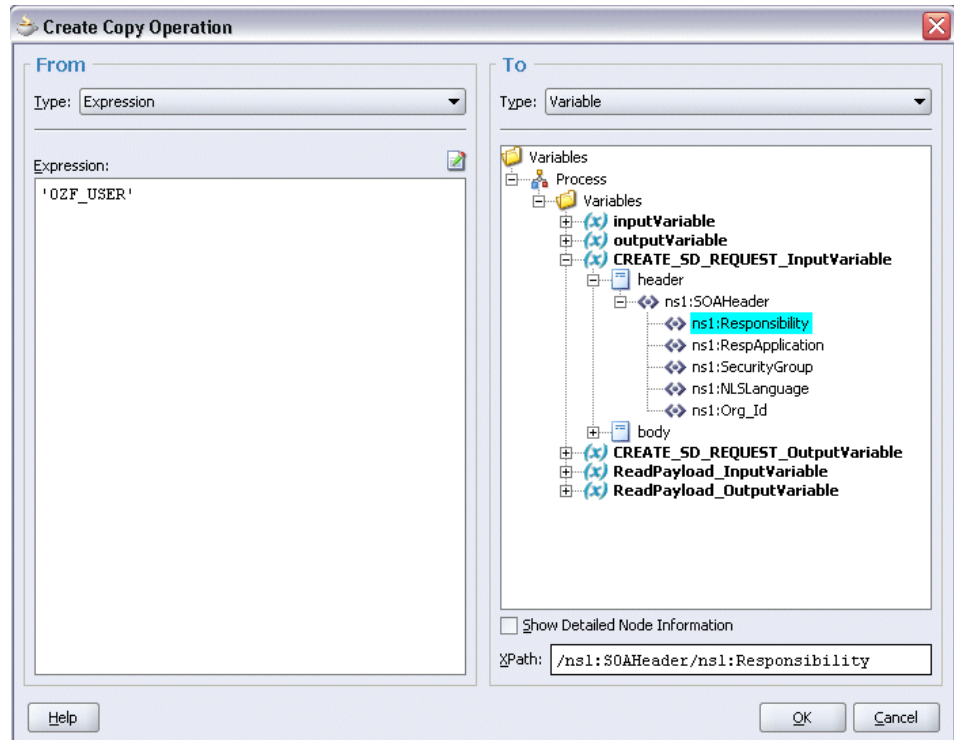 Create Copy Operation
From
Type: Expression
Expression:
'OZF_USER'
To
Type: Variable
Variables
Process
Variables
(x) inputVariable
(x) outputVariable
(x) CREATE_SD_REQUEST_InputVariable
header
ns1:SOAHeader
ns1:Responsibility
ns1:RespApplication
ns1:SecurityGroup
ns1:NLSLanguage
ns1:Org_Id
body
(x) CREATE_SD_REQUEST_OutputVariable
(x) ReadPayload_InputVariable
(x) ReadPayload_OutputVariable
Show Detailed Node Information
XPath: /ns1:SOAHeader/ns1:Responsibility
Help
OK
Cancel